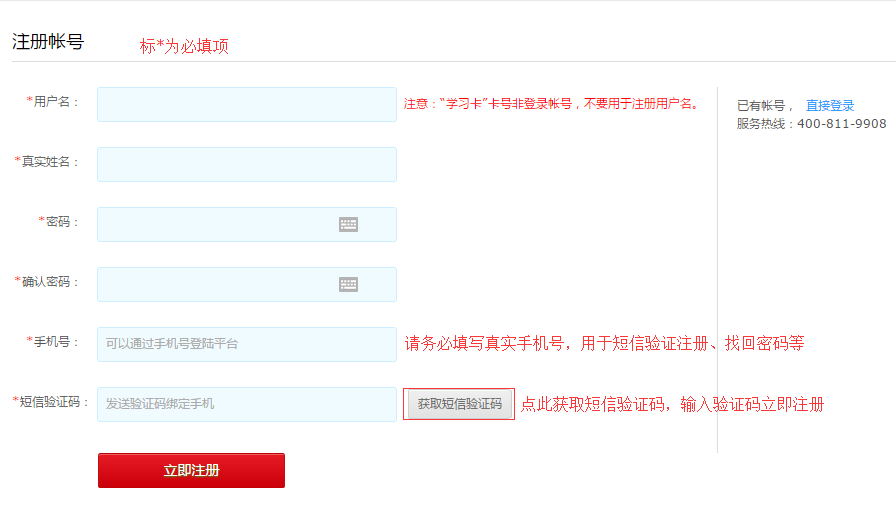 注册帐号
标*为必填项
*用户名：
注意：“学习卡”卡号非登录帐号，不要用于注册用户名。
已有帐号， 直接登录
服务热线：400-811-9908
*真实姓名：
*密码：
*确认密码：
*手机号：
可以通过手机号登陆平台
请务必填写真实手机号，用于短信验证注册、找回密码等
*短信验证码：
发送验证码绑定手机
获取短信验证码
点此获取短信验证码，输入验证码立即注册
立即注册